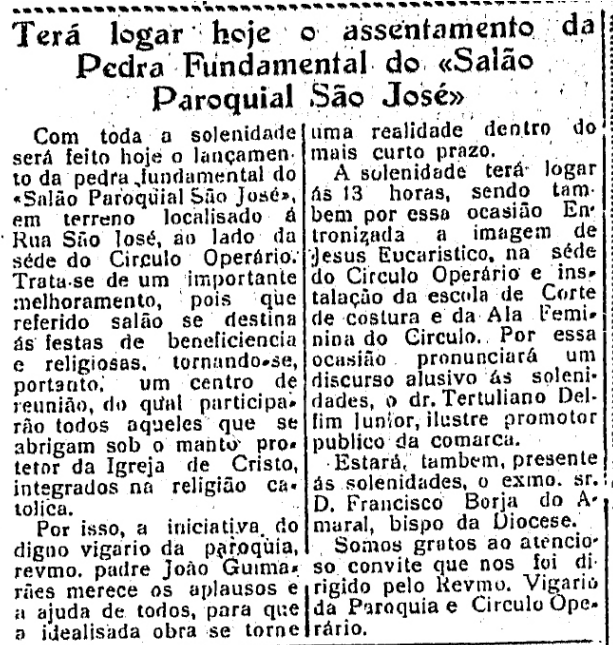 Terá logar hoje o assentamento da
Pedra Fundamental do «Salão
Paroquial São José»
Com toda a solenidade
será feito hoje o lançamen-
to da pedra fundamental do
«Salão Paroquial São José»,
em terreno localisado á
Rua São José, ao lado da
séde do Circulo Operário.
Trata-se de um importante
melhoramento, pois que
referido salão se destina
ás festas de beneficiencia
e religiosas, tornando-se,
portanto, um centro de
reunião, do qual participa-
rão todos aqueles que se
abrigam sob o manto pro-
tetor da Igreja de Cristo,
integrados na religião ca-
tolica.
Por isso, a iniciativa do
digno vigario da paroquia,
revmo. padre João Guima-
rães merece os aplausos e
a ajuda de todos, para que
a idealisada obra se torne
uma realidade dentro do
mais curto prazo.
A solenidade terá logar
ás 13 horas, sendo tam-
bem por essa ocasião En-
tronizada a imagem de
Jesus Eucaristico, na séde
do Circulo Operário e ins-
talação da escola de Corte
de costura e da Ala Femi-
nina do Circulo. Por essa
ocasião pronunciará um
discurso alusivo ás soleni-
dades, o dr. Tertuliano Del-
fim Junior, ilustre promotor
publico da comarca.
Estará, tambem, presente
ás solenidades, o exmo. sr.
D. Francisco Borja do A-
maral, bispo da Diocese.
Somos gratos ao atencio-
so convite que nos foi di-
rigido pelo Revmo. Vigario
da Paroquia e Circulo Ope-
rário.